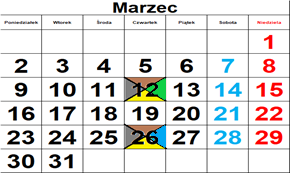 Marzec
Poniedziałek Wtorek Środa Czwartek Piątek Sobota Niedziela
1
2 3 4 5 6 7 8
9 10 11 12 13 14 15
16 17 18 19 20 21 22
23 24 25 26 27 28 29
30 31